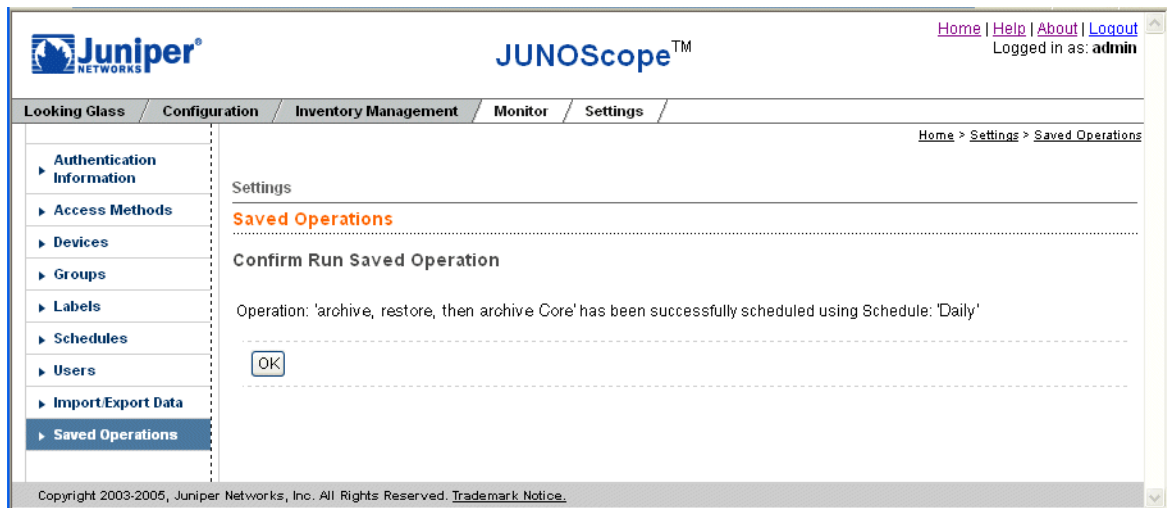 Juniper®
NETWORKS
JUNOScope™
Home | Help | About | Logout
Logged in as: admin
Looking Glass / Configuration / Inventory Management / Monitor / Settings /
Home > Settings > Saved Operations
Authentication
Information
Access Methods
Devices
Groups
Labels
Schedules
Users
Import/Export Data
Saved Operations
Settings
Saved Operations
Confirm Run Saved Operation
Operation: 'archive, restore, then archive Core' has been successfully scheduled using Schedule: 'Daily'
OK
Copyright 2003-2005, Juniper Networks, Inc. All Rights Reserved. Trademark Notice.